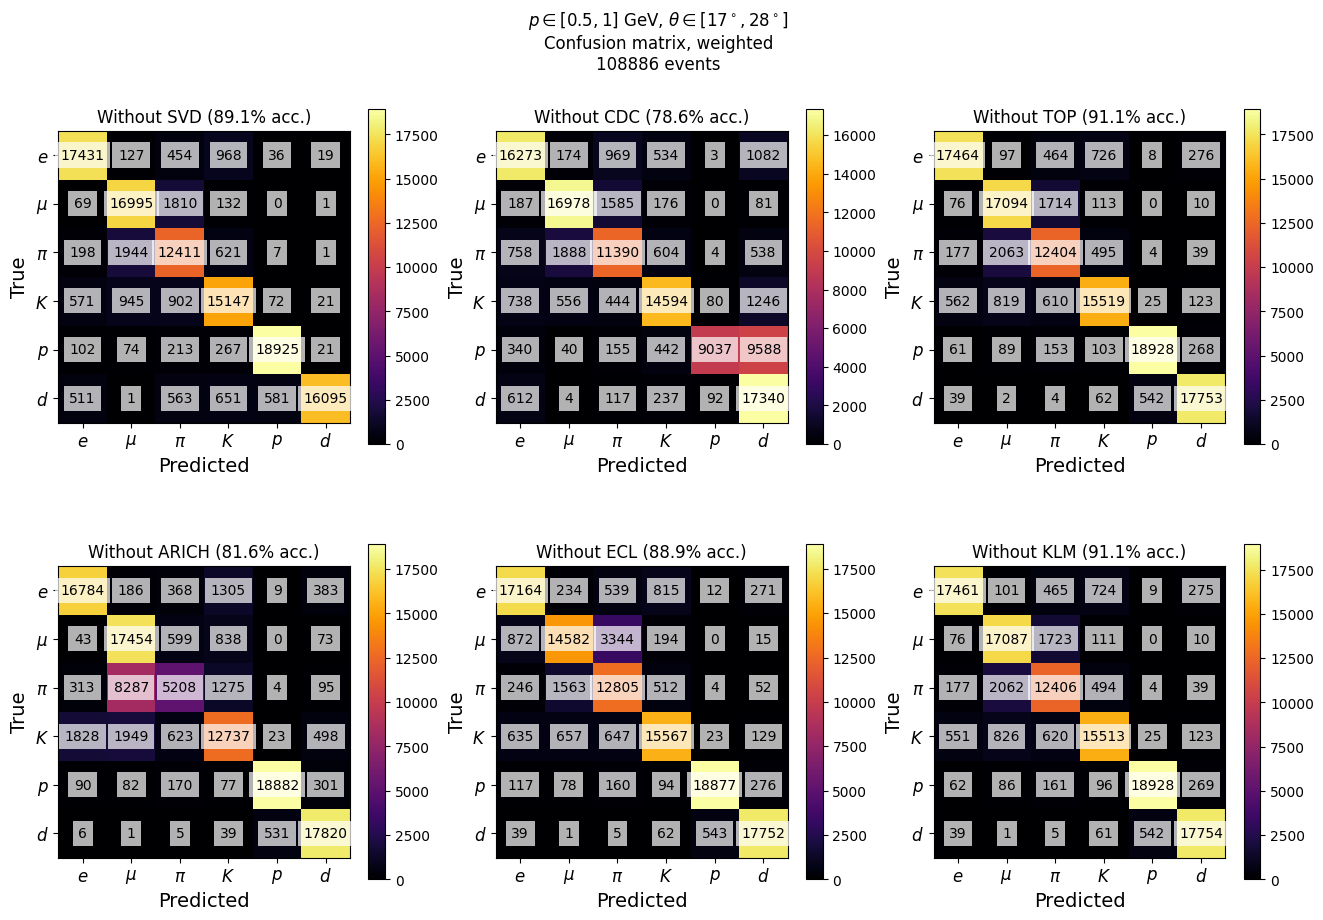 p ∈ [0.5, 1] GeV, θ ∈ [17°, 28°]
Confusion matrix, weighted
108886 events
Without SVD (89.1% acc.)
True
e 17431 127 454 968 36 19
μ 69 16995 1810 132 0 1
π 198 1944 12411 621 7 1
K 571 945 902 15147 72 21
p 102 74 213 267 18925 21
d 511 1 563 651 581 16095
e μ π K p d
Predicted
17500
15000
12500
10000
7500
5000
2500
0
Without CDC (78.6% acc.)
True
16273 174 969 534 3 1082
e
μ 187 16978 1585 176 0 81
π 758 1888 11390 604 7 538
K 738 556 444 14594 80 1246
p 340 40 155 442 9037 9588
d 612 4 117 237 92 17340
e μ π K p d
Predicted
16000
14000
12000
10000
8000
6000
4000
2000
0
Without TOP (91.1% acc.)
True
e 17464 97 464 726 8 276
μ 76 17094 1714 113 0 10
π 177 2063 12404 495 4 39
K 562 819 610 15519 25 123
p 61 89 153 103 18928 268
d 39 2 4 62 542 17753
e μ π K p d
Predicted
17500
15000
12500
10000
7500
5000
2500
0
Without ARICH (81.6% acc.)
True
e 16784 186 368 1305 9 383
μ 43 17454 599 838 0 73
π 313 8287 5208 1275 4 95
K 1828 1949 623 12737 23 498
p 90 82 170 77 18882 301
d 6 1 5 39 531 17820
e μ π K p d
Predicted
17500
15000
12500
10000
7500
5000
2500
0
Without ECL (88.9% acc.)
True
e 17164 234 539 815 12 271
μ 872 14582 3344 194 0 15
π 246 1563 12805 512 4 52
K 635 657 647 15567 23 129
p 117 78 160 94 18877 276
d 39 1 5 62 543 17752
e μ π K p d
Predicted
17500
15000
12500
10000
7500
5000
2500
0
Without KLM (91.1% acc.)
True
e 17461 101 465 724 9 275
μ 76 17087 1723 111 0 10
π 177 2062 12406 494 4 39
K 551 826 620 15513 25 123
p 62 86 161 96 18928 269
d 39 1 5 61 542 17754
e μ π K p d
Predicted
17500
15000
12500
10000
7500
5000
2500
0